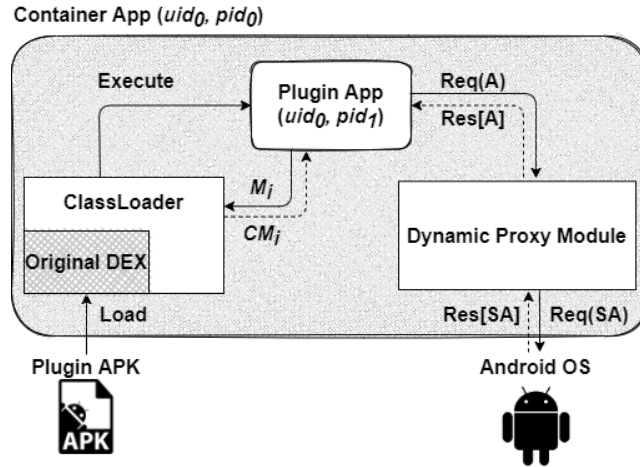 Container App (uid₀, pid₀)
Execute
Plugin App
(uid₀, pid₁)
Req(A)
Res[A]
ClassLoader
Original DEX
Mᵢ
CMᵢ
Dynamic Proxy Module
Load
Res[SA]
Req(SA)
Plugin APK
Android OS
APK